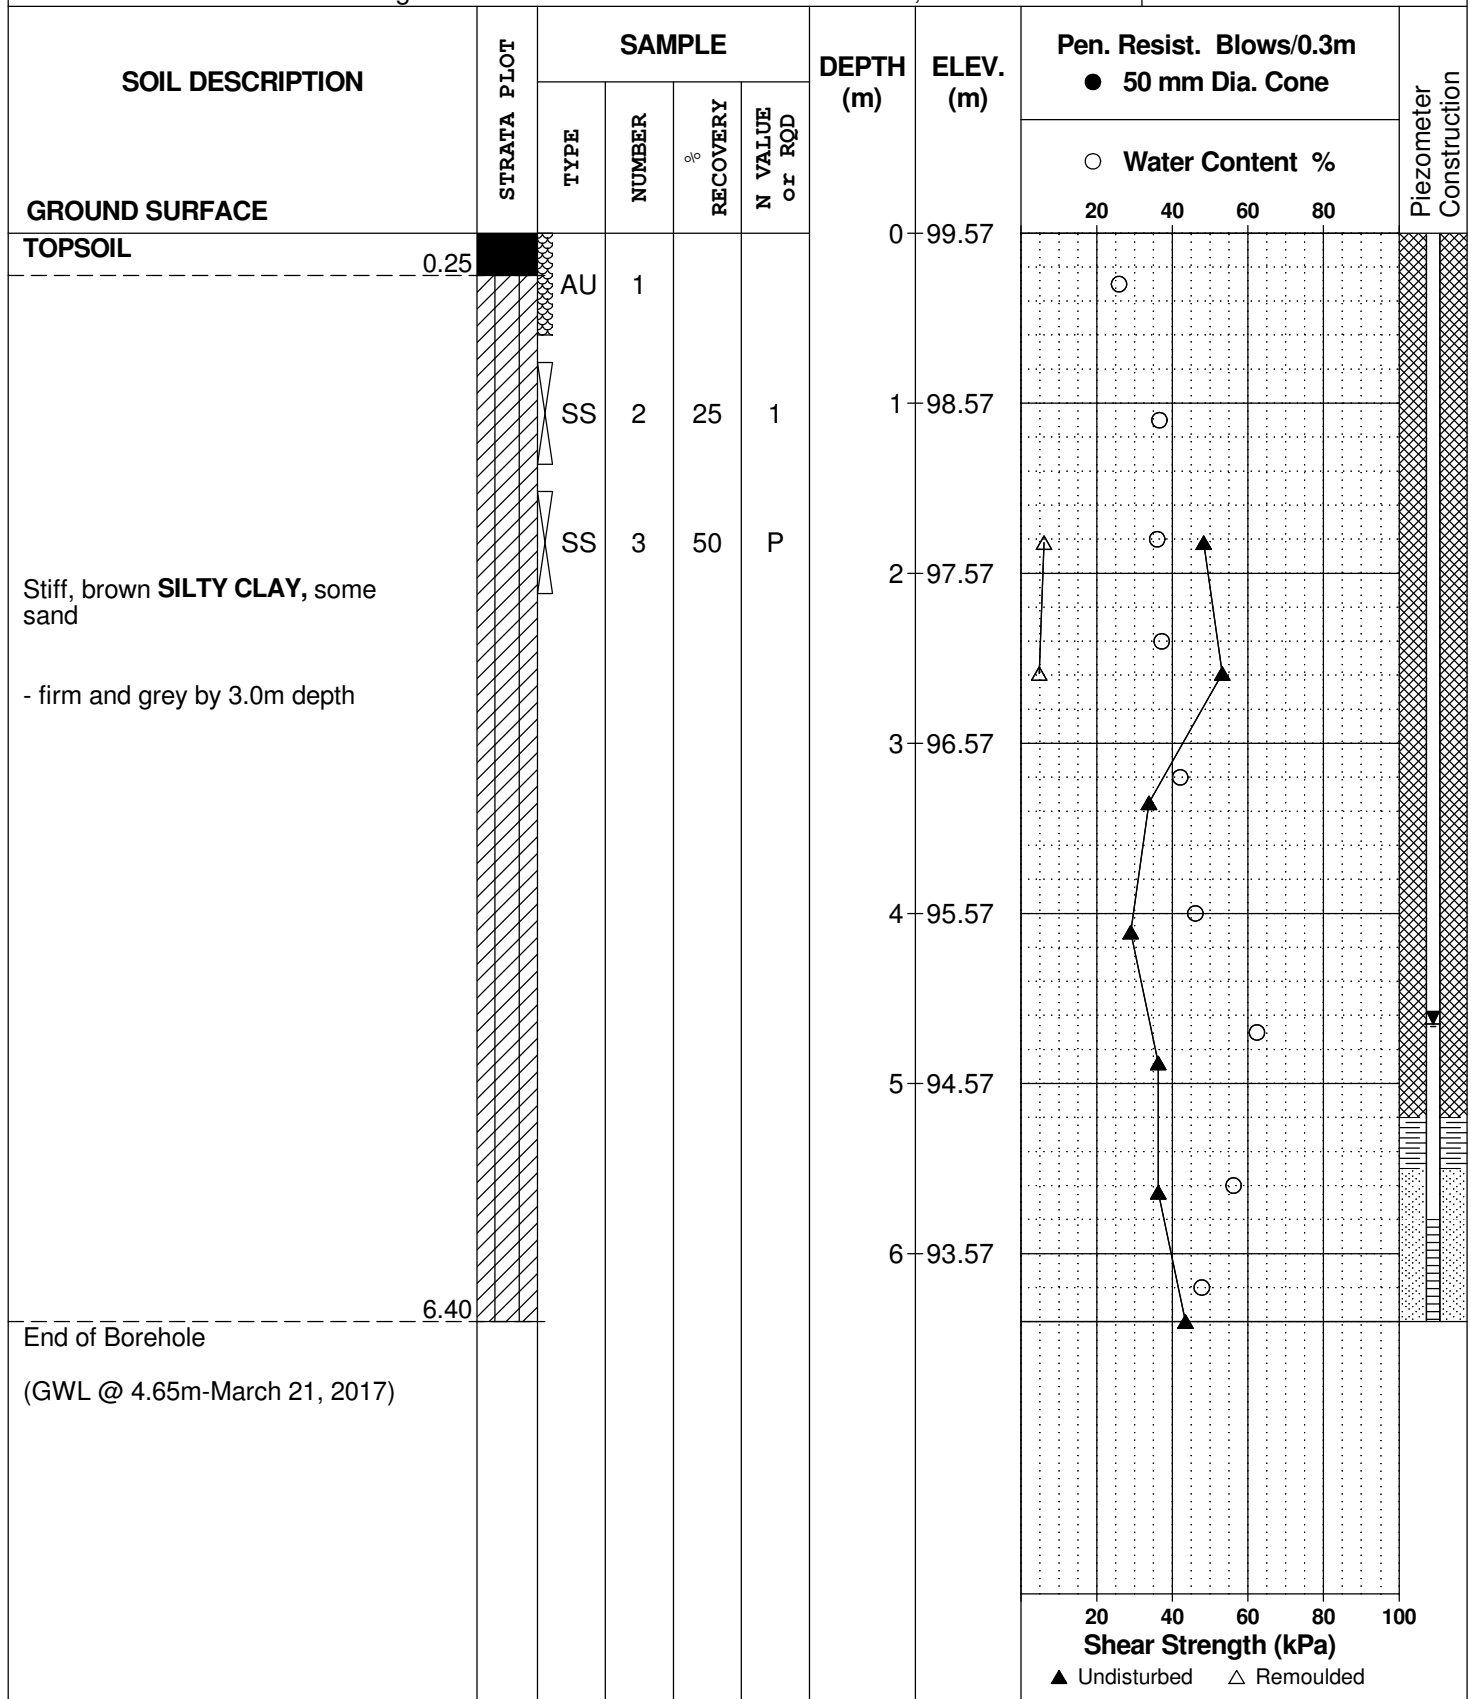 SOIL DESCRIPTION
GROUND SURFACE
STRATA PLOT
SAMPLE
TYPE
NUMBER
% RECOVERY
N VALUE or RQD
DEPTH (m)
ELEV. (m)
Pen. Resist. Blows/0.3m
● 50 mm Dia. Cone
○ Water Content %
20 40 60 80
Piezometer Construction
TOPSOIL
0.25
0 99.57
AU 1
1 98.57
SS 2 25 1
SS 3 50 P
2 97.57
Stiff, brown SILTY CLAY, some
sand
- firm and grey by 3.0m depth
3 96.57
4 95.57
5 94.57
6 93.57
6.40
End of Borehole
(GWL @ 4.65m-March 21, 2017)
20 40 60 80 100
Shear Strength (kPa)
▲ Undisturbed △ Remoulded